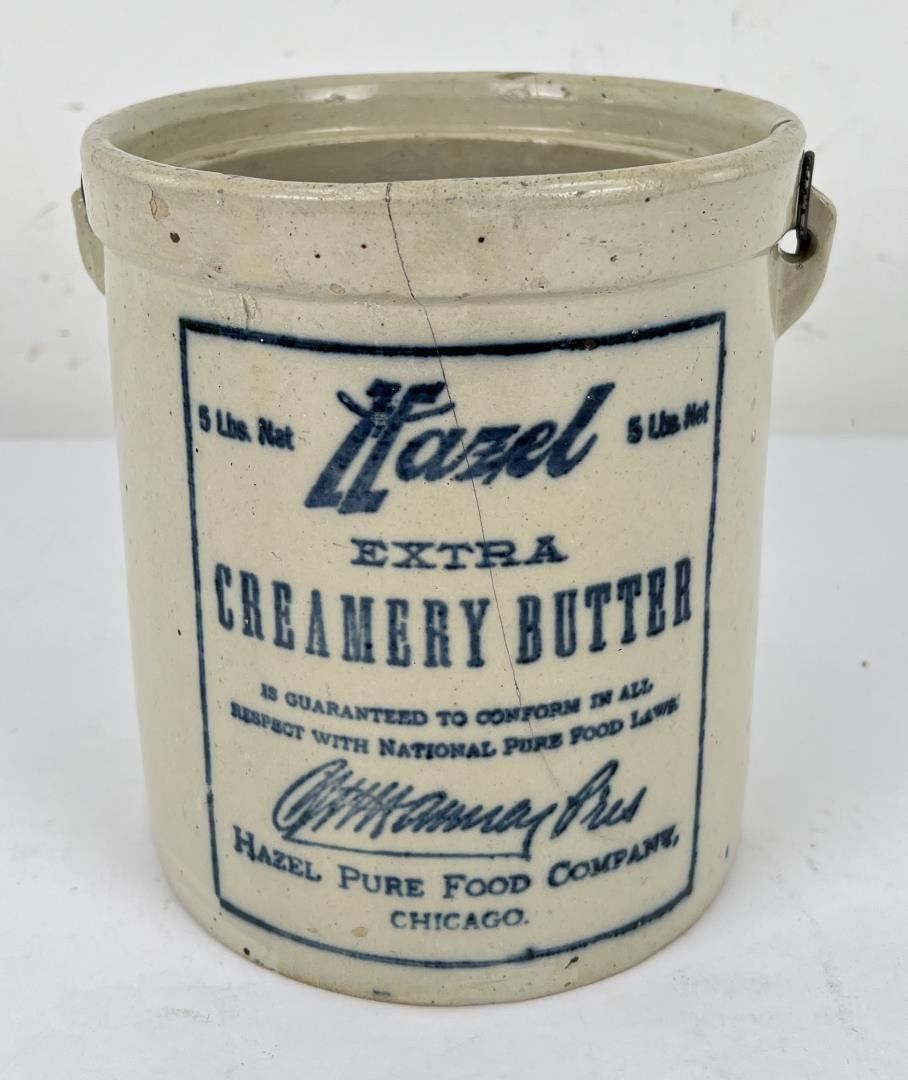 5 Lbs. Net Hazel 5 Lbs. Net
EXTRA
CREAMERY BUTTER
IS GUARANTEED TO CONFORM IN ALL
RESPECT WITH NATIONAL PURE FOOD LAWS
Hannay Pres
HAZEL PURE FOOD COMPANY,
CHICAGO.